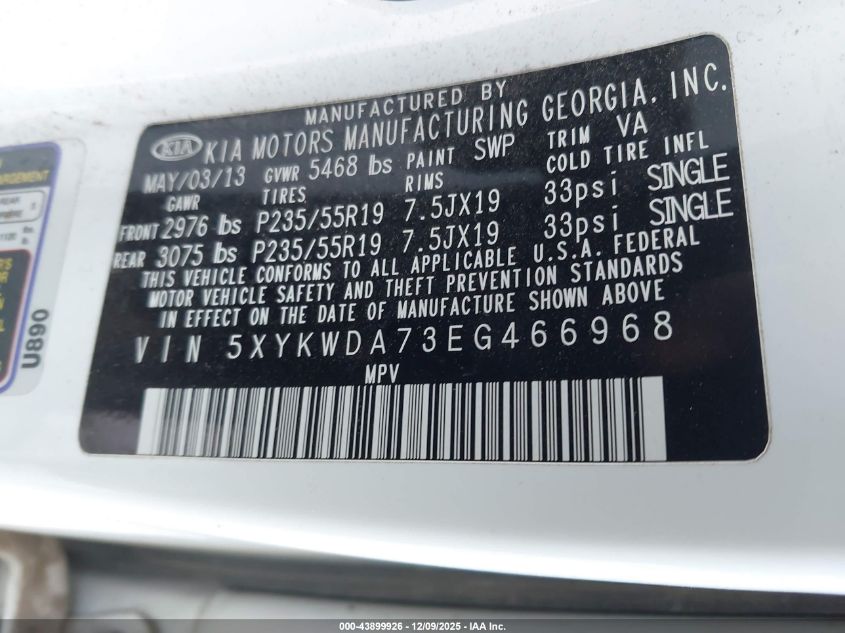 MANUFACTURED BY
KIA KIA MOTORS MANUFACTURING GEORGIA, INC.
MAY/03/13 GVWR 5468 lbs PAINT SWP TRIM VA
GAWR TIRES RIMS COLD TIRE INFL
FRONT 2976 lbs P235/55R19 7.5JX19 33psi SINGLE
REAR 3075 lbs P235/55R19 7.5JX19 33psi SINGLE
THIS VEHICLE CONFORMS TO ALL APPLICABLE U.S.A. FEDERAL
MOTOR VEHICLE SAFETY AND THEFT PREVENTION STANDARDS
IN EFFECT ON THE DATE OF MANUFACTURE SHOWN ABOVE
VIN 5XYKWDA73EG466968
MPV
U890
000-43899926 - 12/09/2025 - IAA Inc.